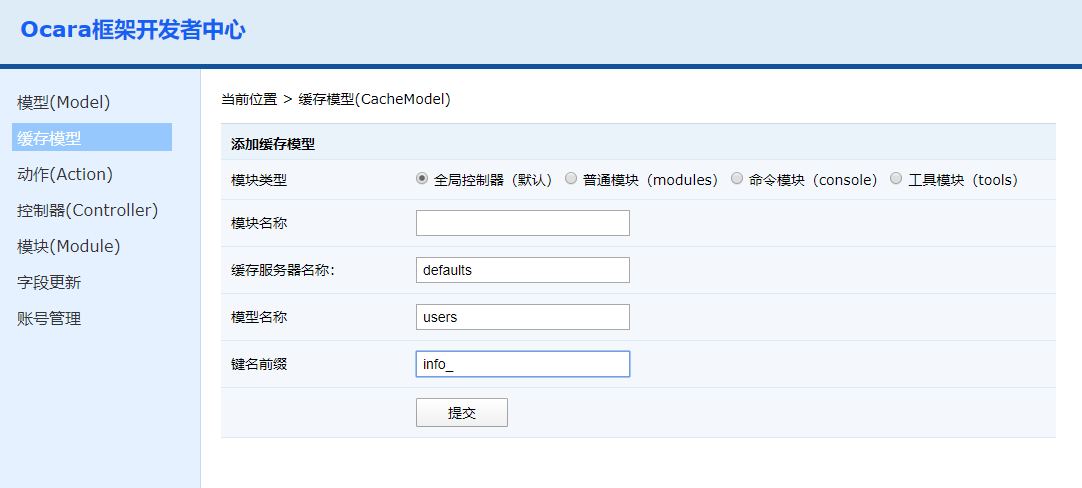 Ocara框架开发者中心
模型(Model)
缓存模型
动作(Action)
控制器(Controller)
模块(Module)
字段更新
账号管理
当前位置 > 缓存模型(CacheModel)
添加缓存模型
模块类型 全局控制器（默认） 普通模块（modules） 命令模块（console） 工具模块（tools）
模块名称
缓存服务器名称： defaults
模型名称 users
键名前缀 info_
提交